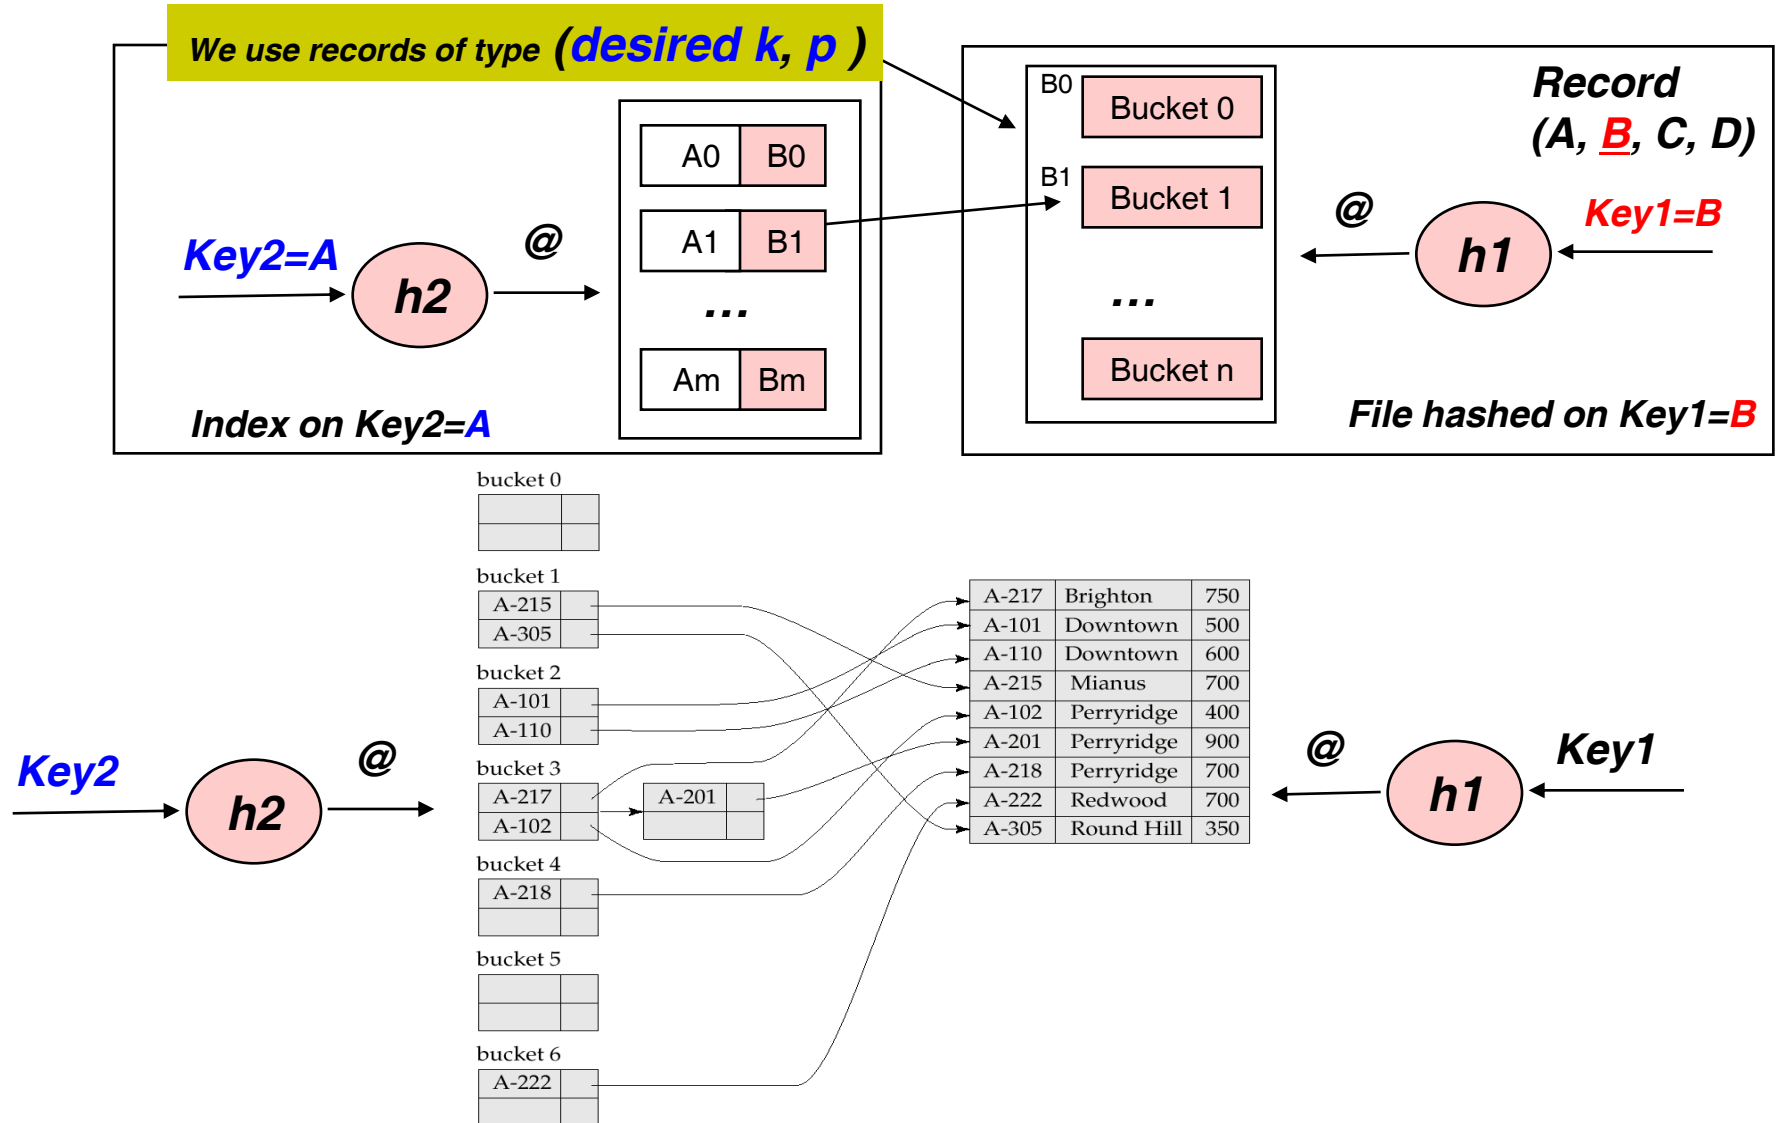 We use records of type (desired k, p )
Key2=A
h2
@
A0 B0
A1 B1
...
Am Bm
Index on Key2=A
B0
Bucket 0
B1
Bucket 1
...
Bucket n
Record
(A, B, C, D)
@
h1
Key1=B
File hashed on Key1=B
Key2
h2
@
bucket 0
bucket 1
A-215
A-305
bucket 2
A-101
A-110
bucket 3
A-217
A-102
A-201
bucket 4
A-218
bucket 5
bucket 6
A-222
A-217 Brighton 750
A-101 Downtown 500
A-110 Downtown 600
A-215 Mianus 700
A-102 Perryridge 400
A-201 Perryridge 900
A-218 Perryridge 700
A-222 Redwood 700
A-305 Round Hill 350
@
h1
Key1